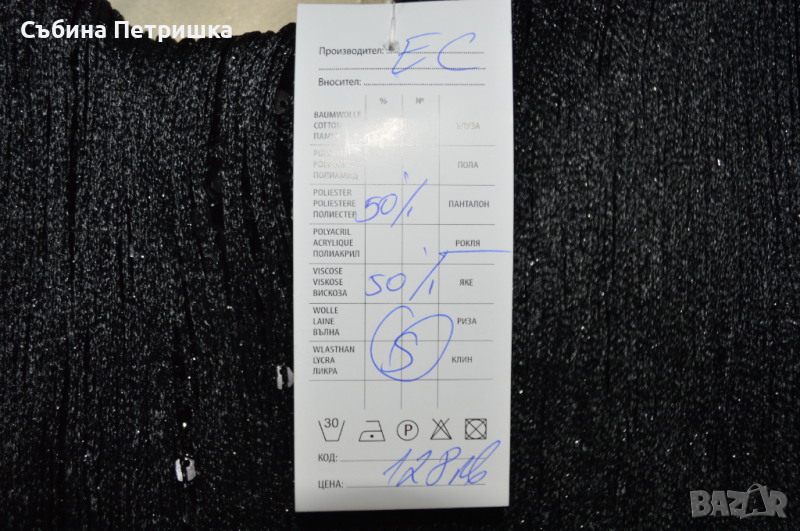 Събина Петришка
Производител: ЕС
Вносител:
% №
BAUMWOLLE
COTTON
БЛУЗА
ПОЛИАМИД
ПОЛА
POLIESTER
POLIESTERE
ПОЛИЕСТЕР
50%
ПАНТАЛОН
POLYACRIL
ACRYLIQUE
ПОЛИАКРИЛ
РОКЛЯ
VISCOSE
VISKOSE
ВИСКОЗА
50%
ЯКЕ
WOLLE
LAINE
ВЪЛНА
РИЗА
WLASTHAN
LYCRA
ЛИКРА
S
КЛИН
30 P
КОД:
ЦЕНА: 128лв
BAZAR